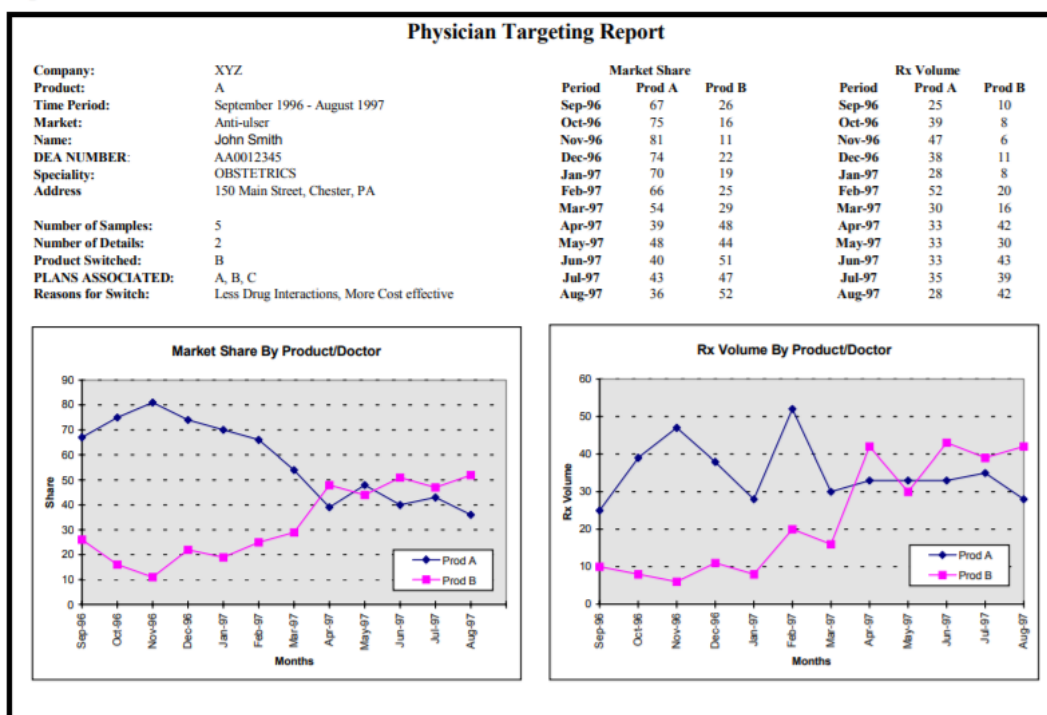 Physician Targeting Report
Company: XYZ
Product: A
Time Period: September 1996 - August 1997
Market: Anti-ulser
Name: John Smith
DEA NUMBER: AA0012345
Speciality: OBSTETRICS
Address 150 Main Street, Chester, PA
Number of Samples: 5
Number of Details: 2
Product Switched: B
PLANS ASSOCIATED: A, B, C
Reasons for Switch: Less Drug Interactions, More Cost effective
Market Share
Period Prod A Prod B
Sep-96 67 26
Oct-96 75 16
Nov-96 81 11
Dec-96 74 22
Jan-97 70 19
Feb-97 66 25
Mar-97 54 29
Apr-97 39 48
May-97 48 44
Jun-97 40 51
Jul-97 43 47
Aug-97 36 52
Rx Volume
Period Prod A Prod B
Sep-96 25 10
Oct-96 39 8
Nov-96 47 6
Dec-96 38 11
Jan-97 28 8
Feb-97 52 20
Mar-97 30 16
Apr-97 33 42
May-97 33 30
Jun-97 33 43
Jul-97 35 39
Aug-97 28 42
Market Share By Product/Doctor
90
80
70
60
50
40
30
20
10
0
Share
Prod A
Prod B
Sep-96 Oct-96 Nov-96 Dec-96 Jan-97 Feb-97 Mar-97 Apr-97 May-97 Jun-97 Jul-97 Aug-97
Months
Rx Volume By Product/Doctor
60
50
40
30
20
10
0
Rx Volume
Prod A
Prod B
Sep-96 Oct-96 Nov-96 Dec-96 Jan-97 Feb-97 Mar-97 Apr-97 May-97 Jun-97 Jul-97 Aug-97
Months